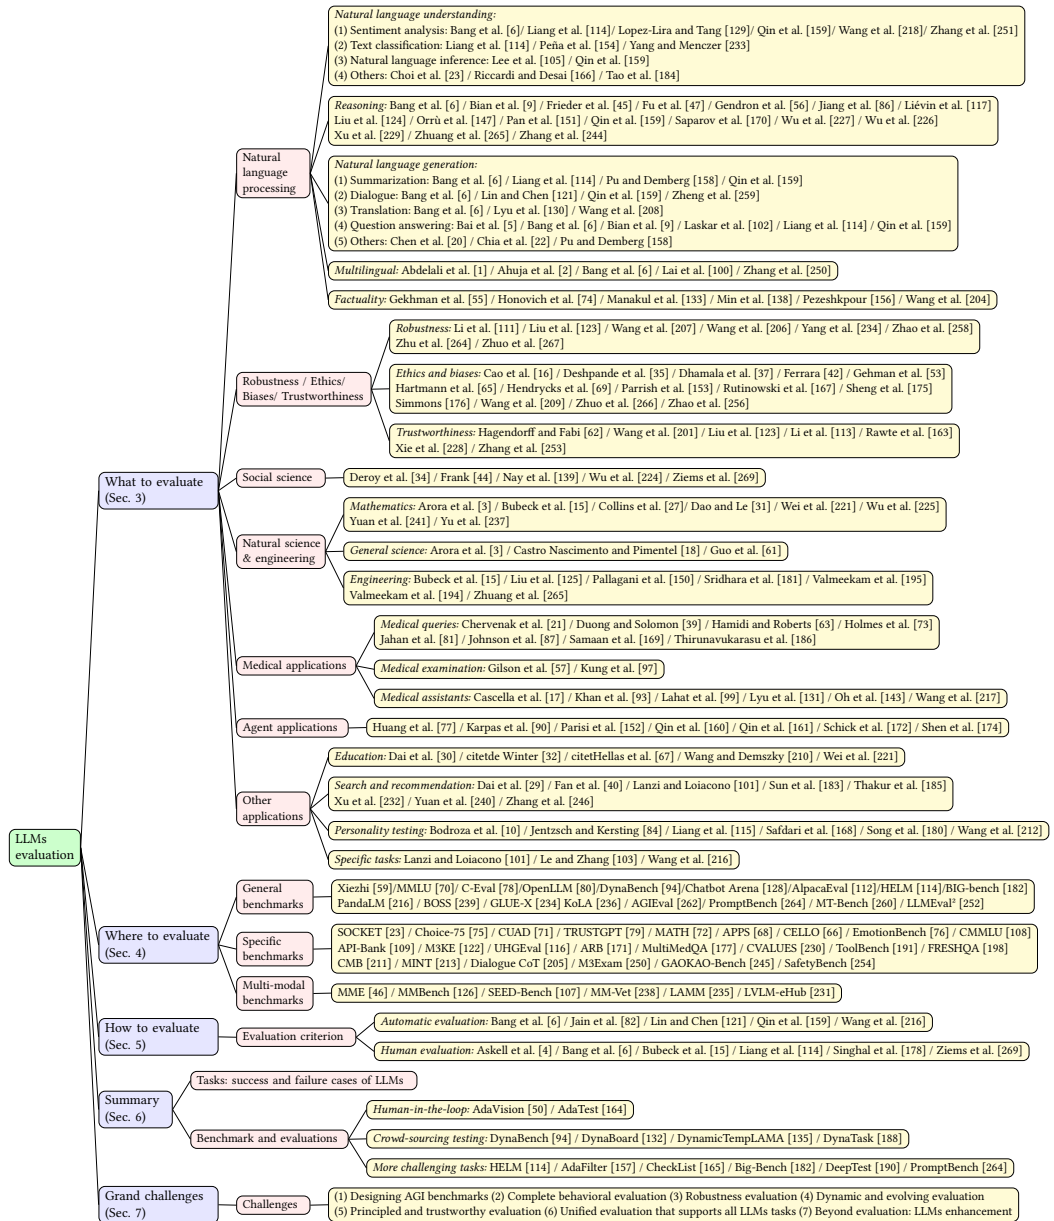 Natural language understanding:
(1) Sentiment analysis: Bang et al. [6]/ Liang et al. [114]/ Lopez-Lira and Tang [129]/ Qin et al. [159]/ Wang et al. [218]/ Zhang et al. [251]
(2) Text classification: Liang et al. [114] / Peña et al. [154] / Yang and Menczer [233]
(3) Natural language inference: Lee et al. [105] / Qin et al. [159]
(4) Others: Choi et al. [23] / Riccardi and Desai [166] / Tao et al. [184]
Reasoning: Bang et al. [6] / Bian et al. [9] / Frieder et al. [45] / Fu et al. [47] / Gendron et al. [56] / Jiang et al. [86] / Liévin et al. [117]
Liu et al. [124] / Orrù et al. [147] / Pan et al. [151] / Qin et al. [159] / Saparov et al. [170] / Wu et al. [227] / Wu et al. [226]
Xu et al. [229] / Zhuang et al. [265] / Zhang et al. [244]
Natural
language
processing
Natural language generation:
(1) Summarization: Bang et al. [6] / Liang et al. [114] / Pu and Demberg [158] / Qin et al. [159]
(2) Dialogue: Bang et al. [6] / Lin and Chen [121] / Qin et al. [159] / Zheng et al. [259]
(3) Translation: Bang et al. [6] / Lyu et al. [130] / Wang et al. [208]
(4) Question answering: Bai et al. [5] / Bang et al. [6] / Bian et al. [9] / Laskar et al. [102] / Liang et al. [114] / Qin et al. [159]
(5) Others: Chen et al. [20] / Chia et al. [22] / Pu and Demberg [158]
Multilingual: Abdelali et al. [1] / Ahuja et al. [2] / Bang et al. [6] / Lai et al. [100] / Zhang et al. [250]
Factuality: Gekhman et al. [55] / Honovich et al. [74] / Manakul et al. [133] / Min et al. [138] / Pezeshkpour [156] / Wang et al. [204]
Robustness: Li et al. [111] / Liu et al. [123] / Wang et al. [207] / Wang et al. [206] / Yang et al. [234] / Zhao et al. [258]
Zhu et al. [264] / Zhuo et al. [267]
Robustness / Ethics/
Biases/ Trustworthiness
Ethics and biases: Cao et al. [16] / Deshpande et al. [35] / Dhamala et al. [37] / Ferrara [42] / Gehman et al. [53]
Hartmann et al. [65] / Hendrycks et al. [69] / Parrish et al. [153] / Rutinowski et al. [167] / Sheng et al. [175]
Simmons [176] / Wang et al. [209] / Zhuo et al. [266] / Zhao et al. [256]
Trustworthiness: Hagendorff and Fabi [62] / Wang et al. [201] / Liu et al. [123] / Li et al. [113] / Rawte et al. [163]
Xie et al. [228] / Zhang et al. [253]
What to evaluate
(Sec. 3)
Social science
Deroy et al. [34] / Frank [44] / Nay et al. [139] / Wu et al. [224] / Ziems et al. [269]
Mathematics: Arora et al. [3] / Bubeck et al. [15] / Collins et al. [27]/ Dao and Le [31] / Wei et al. [221] / Wu et al. [225]
Yuan et al. [241] / Yu et al. [237]
Natural science
& engineering
General science: Arora et al. [3] / Castro Nascimento and Pimentel [18] / Guo et al. [61]
Engineering: Bubeck et al. [15] / Liu et al. [125] / Pallagani et al. [150] / Sridhara et al. [181] / Valmeekam et al. [195]
Valmeekam et al. [194] / Zhuang et al. [265]
Medical queries: Chervenak et al. [21] / Duong and Solomon [39] / Hamidi and Roberts [63] / Holmes et al. [73]
Jahan et al. [81] / Johnson et al. [87] / Samaan et al. [169] / Thirunavukarasu et al. [186]
Medical applications
Medical examination: Gilson et al. [57] / Kung et al. [97]
Medical assistants: Cascella et al. [17] / Khan et al. [93] / Lahat et al. [99] / Lyu et al. [131] / Oh et al. [143] / Wang et al. [217]
Agent applications
Huang et al. [77] / Karpas et al. [90] / Parisi et al. [152] / Qin et al. [160] / Qin et al. [161] / Schick et al. [172] / Shen et al. [174]
Education: Dai et al. [30] / citetde Winter [32] / citetHellas et al. [67] / Wang and Demszky [210] / Wei et al. [221]
Search and recommendation: Dai et al. [29] / Fan et al. [40] / Lanzi and Loiacono [101] / Sun et al. [183] / Thakur et al. [185]
Xu et al. [232] / Yuan et al. [240] / Zhang et al. [246]
Other
applications
Personality testing: Bodroza et al. [10] / Jentzsch and Kersting [84] / Liang et al. [115] / Safdari et al. [168] / Song et al. [180] / Wang et al. [212]
Specific tasks: Lanzi and Loiacono [101] / Le and Zhang [103] / Wang et al. [216]
LLMs
evaluation
General
benchmarks
Xiezhi [59]/MMLU [70]/ C-Eval [78]/OpenLLM [80]/DynaBench [94]/Chatbot Arena [128]/AlpacaEval [112]/HELM [114]/BIG-bench [182]
PandaLM [216] / BOSS [239] / GLUE-X [234] KoLA [236] / AGIEval [262]/ PromptBench [264] / MT-Bench [260] / LLMEval² [252]
Where to evaluate
(Sec. 4)
Specific
benchmarks
SOCKET [23] / Choice-75 [75] / CUAD [71] / TRUSTGPT [79] / MATH [72] / APPS [68] / CELLO [66] / EmotionBench [76] / CMMLU [108]
API-Bank [109] / M3KE [122] / UHGEval [116] / ARB [171] / MultiMedQA [177] / CVALUES [230] / ToolBench [191] / FRESHQA [198]
CMB [211] / MINT [213] / Dialogue CoT [205] / M3Exam [250] / GAOKAO-Bench [245] / SafetyBench [254]
Multi-modal
benchmarks
MME [46] / MMBench [126] / SEED-Bench [107] / MM-Vet [238] / LAMM [235] / LVLM-eHub [231]
How to evaluate
(Sec. 5)
Evaluation criterion
Automatic evaluation: Bang et al. [6] / Jain et al. [82] / Lin and Chen [121] / Qin et al. [159] / Wang et al. [216]
Human evaluation: Askell et al. [4] / Bang et al. [6] / Bubeck et al. [15] / Liang et al. [114] / Singhal et al. [178] / Ziems et al. [269]
Summary
(Sec. 6)
Tasks: success and failure cases of LLMs
Benchmark and evaluations
Human-in-the-loop: AdaVision [50] / AdaTest [164]
Crowd-sourcing testing: DynaBench [94] / DynaBoard [132] / DynamicTempLAMA [135] / DynaTask [188]
More challenging tasks: HELM [114] / AdaFilter [157] / CheckList [165] / Big-Bench [182] / DeepTest [190] / PromptBench [264]
Grand challenges
(Sec. 7)
Challenges
(1) Designing AGI benchmarks (2) Complete behavioral evaluation (3) Robustness evaluation (4) Dynamic and evolving evaluation
(5) Principled and trustworthy evaluation (6) Unified evaluation that supports all LLMs tasks (7) Beyond evaluation: LLMs enhancement